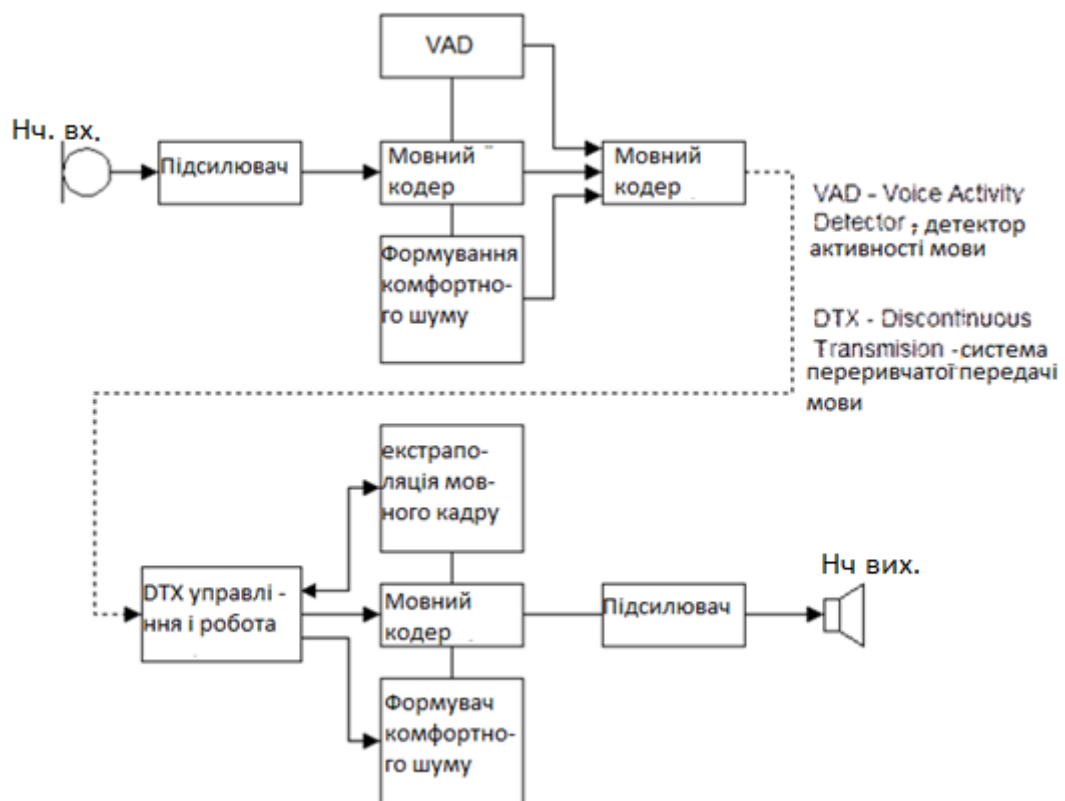 VAD
Нч. вх.
Підсилювач
Мовний
кодер
Мовний
кодер
VAD - Voice Activity
Detector , детектор
активності мови
Формування
комфортно-
го шуму
DTX - Discontinuous
Transmision -система
переривчатої передачі
мови
екстрапо-
ляція мов-
ного кадру
Нч вих.
DTX управлі -
ння і робота
Мовний
кодер
Підсилювач
Формувач
комфортно-
го шуму